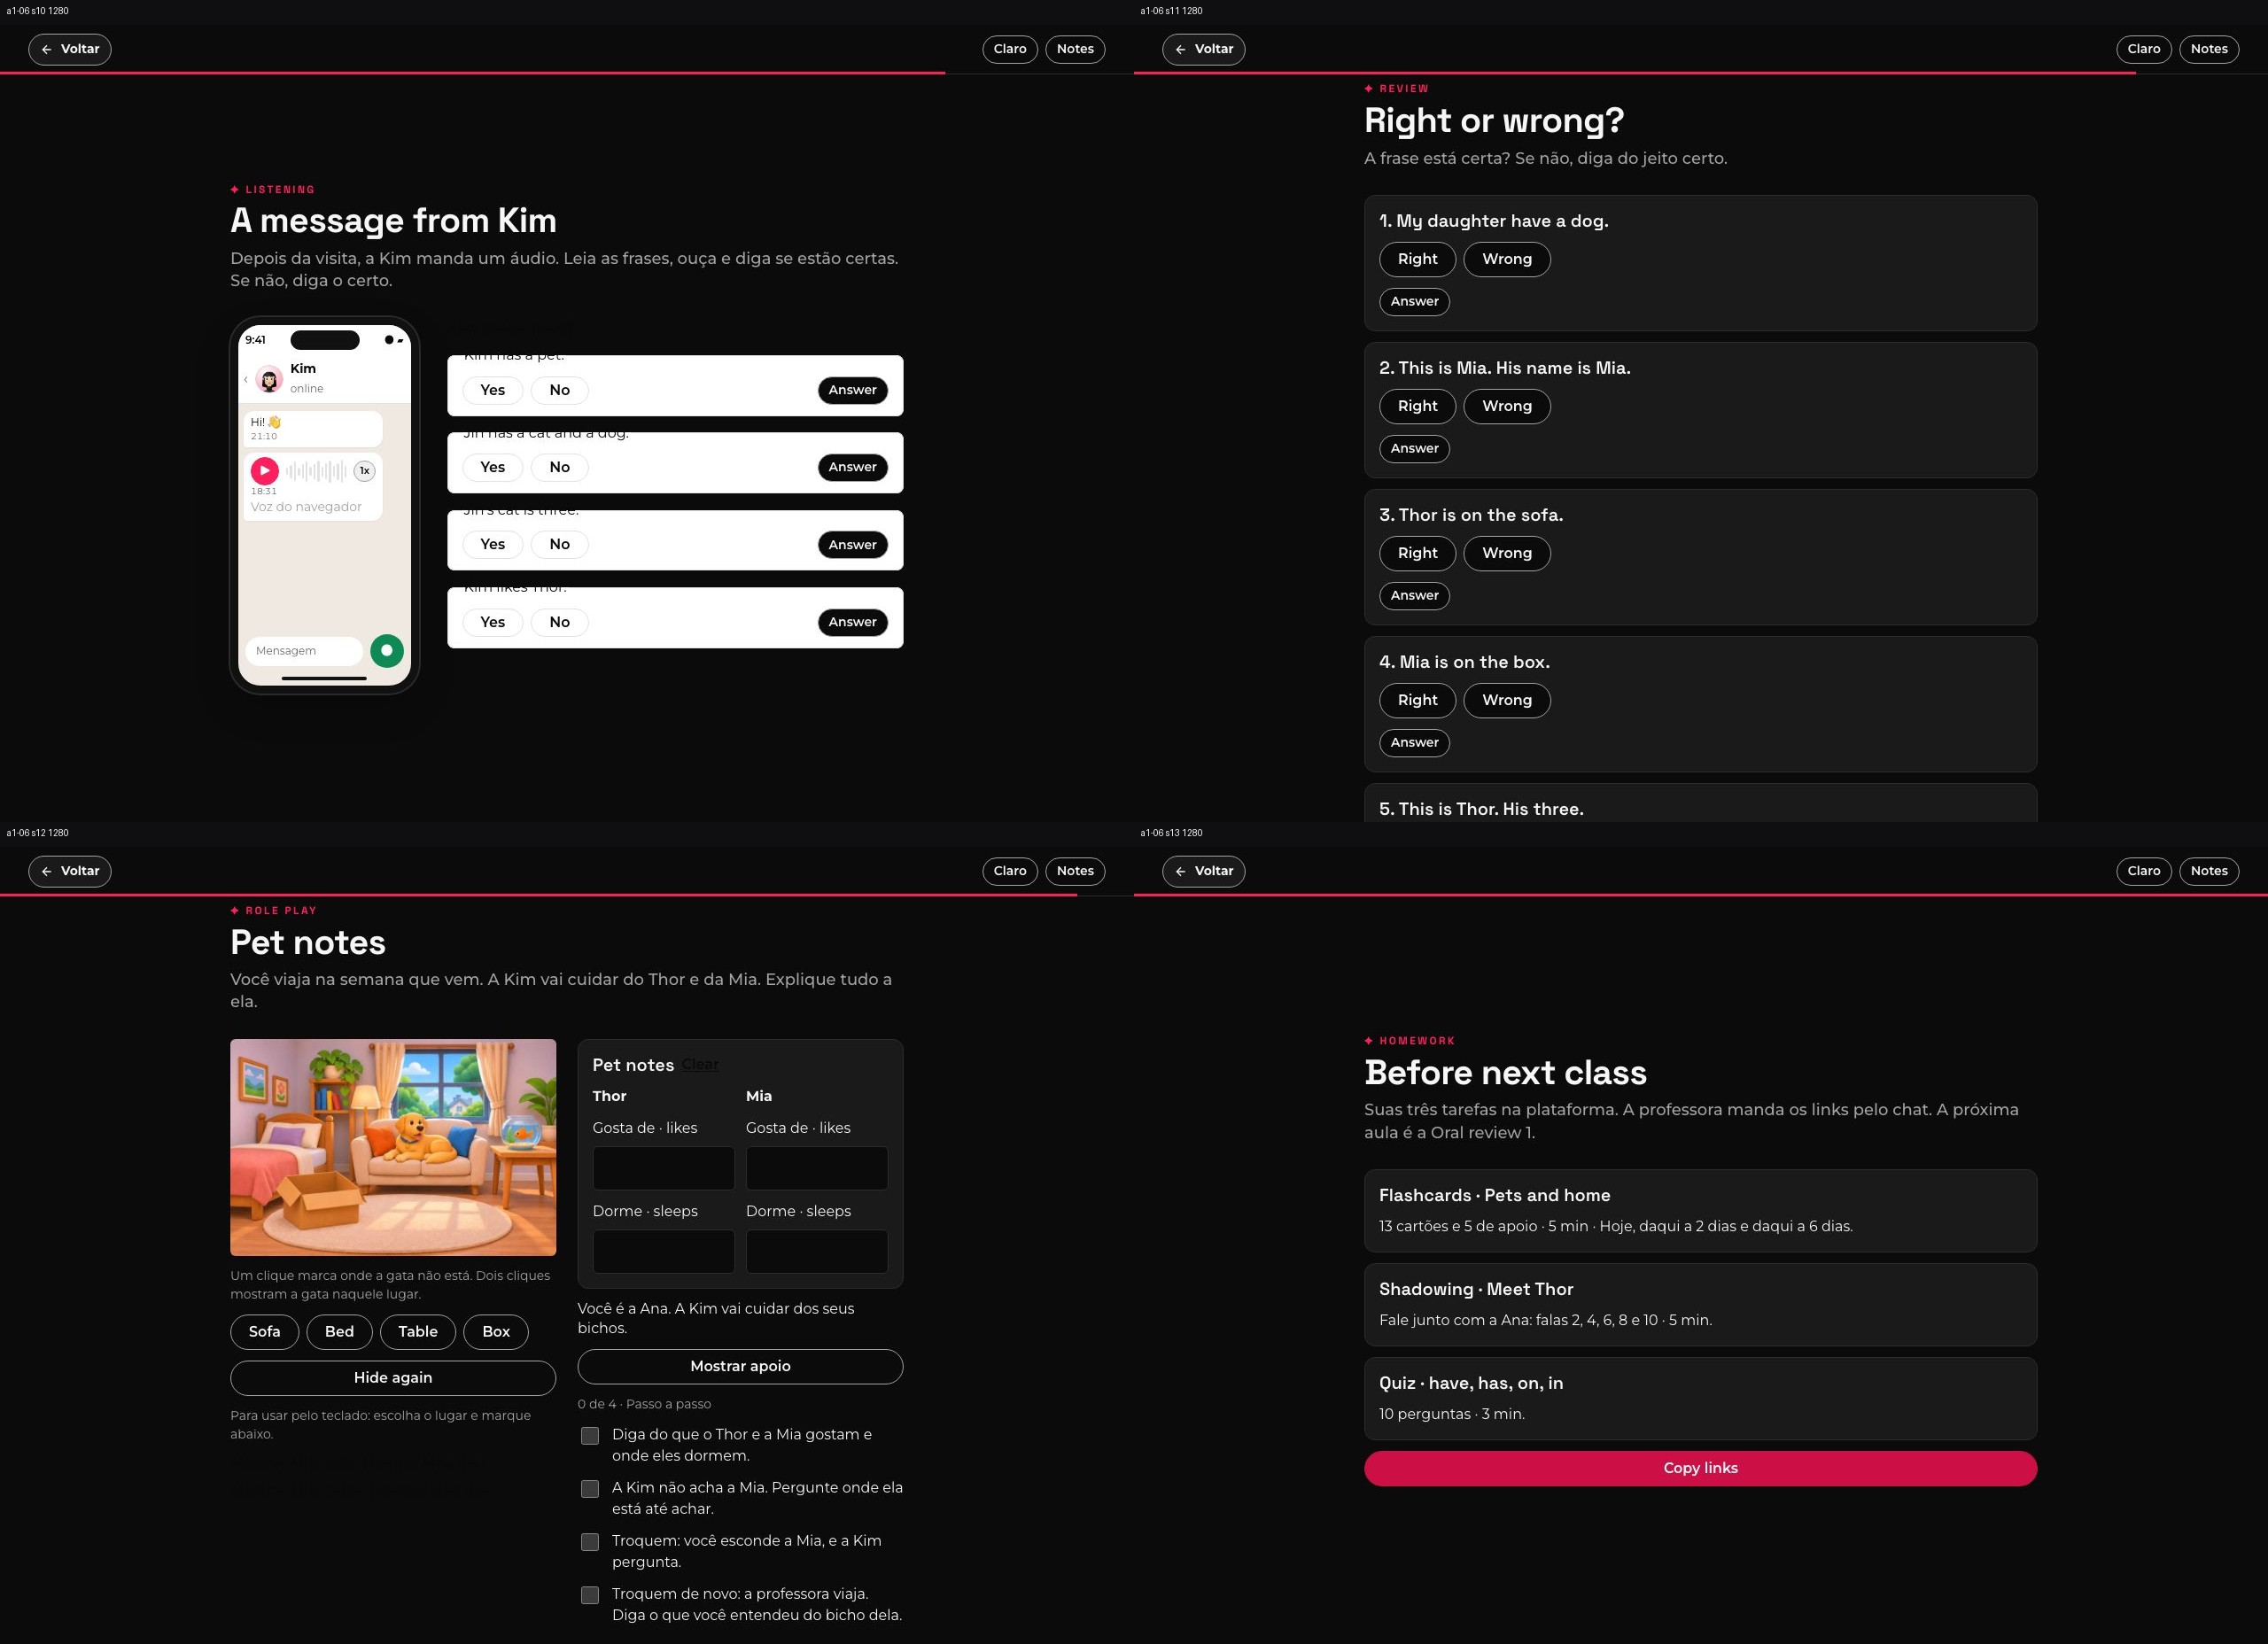 a1-06 s10 1280
← Voltar
Claro
Notes
✦ LISTENING
A message from Kim
Depois da visita, a Kim manda um áudio. Leia as frases, ouça e diga se estão certas.
Se não, diga o certo.
9:41
Kim
online
Hi! 👋
21:10
1x
18:31
Voz do navegador
Mensagem
Kim has a pet.
Yes
No
Answer
Jin has a cat and a dog.
Yes
No
Answer
Jin's cat is three.
Yes
No
Answer
Kim likes Thor.
Yes
No
Answer
a1-06 s11 1280
← Voltar
Claro
Notes
✦ REVIEW
Right or wrong?
A frase está certa? Se não, diga do jeito certo.
1. My daughter have a dog.
Right
Wrong
Answer
2. This is Mia. His name is Mia.
Right
Wrong
Answer
3. Thor is on the sofa.
Right
Wrong
Answer
4. Mia is on the box.
Right
Wrong
Answer
5. This is Thor. His three.
a1-06 s12 1280
← Voltar
Claro
Notes
✦ ROLE PLAY
Pet notes
Você viaja na semana que vem. A Kim vai cuidar do Thor e da Mia. Explique tudo a
ela.
Um clique marca onde a gata não está. Dois cliques
mostram a gata naquele lugar.
Sofa
Bed
Table
Box
Hide again
Para usar pelo teclado: escolha o lugar e marque
abaixo.
Pet notes Clear
Thor
Mia
Gosta de · likes
Gosta de · likes
Dorme · sleeps
Dorme · sleeps
Você é a Ana. A Kim vai cuidar dos seus
bichos.
Mostrar apoio
0 de 4 · Passo a passo
Diga do que o Thor e a Mia gostam e
onde eles dormem.
A Kim não acha a Mia. Pergunte onde ela
está até achar.
Troquem: você esconde a Mia, e a Kim
pergunta.
Troquem de novo: a professora viaja.
Diga o que você entendeu do bicho dela.
a1-06 s13 1280
← Voltar
Claro
Notes
✦ HOMEWORK
Before next class
Suas três tarefas na plataforma. A professora manda os links pelo chat. A próxima
aula é a Oral review 1.
Flashcards · Pets and home
13 cartões e 5 de apoio · 5 min · Hoje, daqui a 2 dias e daqui a 6 dias.
Shadowing · Meet Thor
Fale junto com a Ana: falas 2, 4, 6, 8 e 10 · 5 min.
Quiz · have, has, on, in
10 perguntas · 3 min.
Copy links